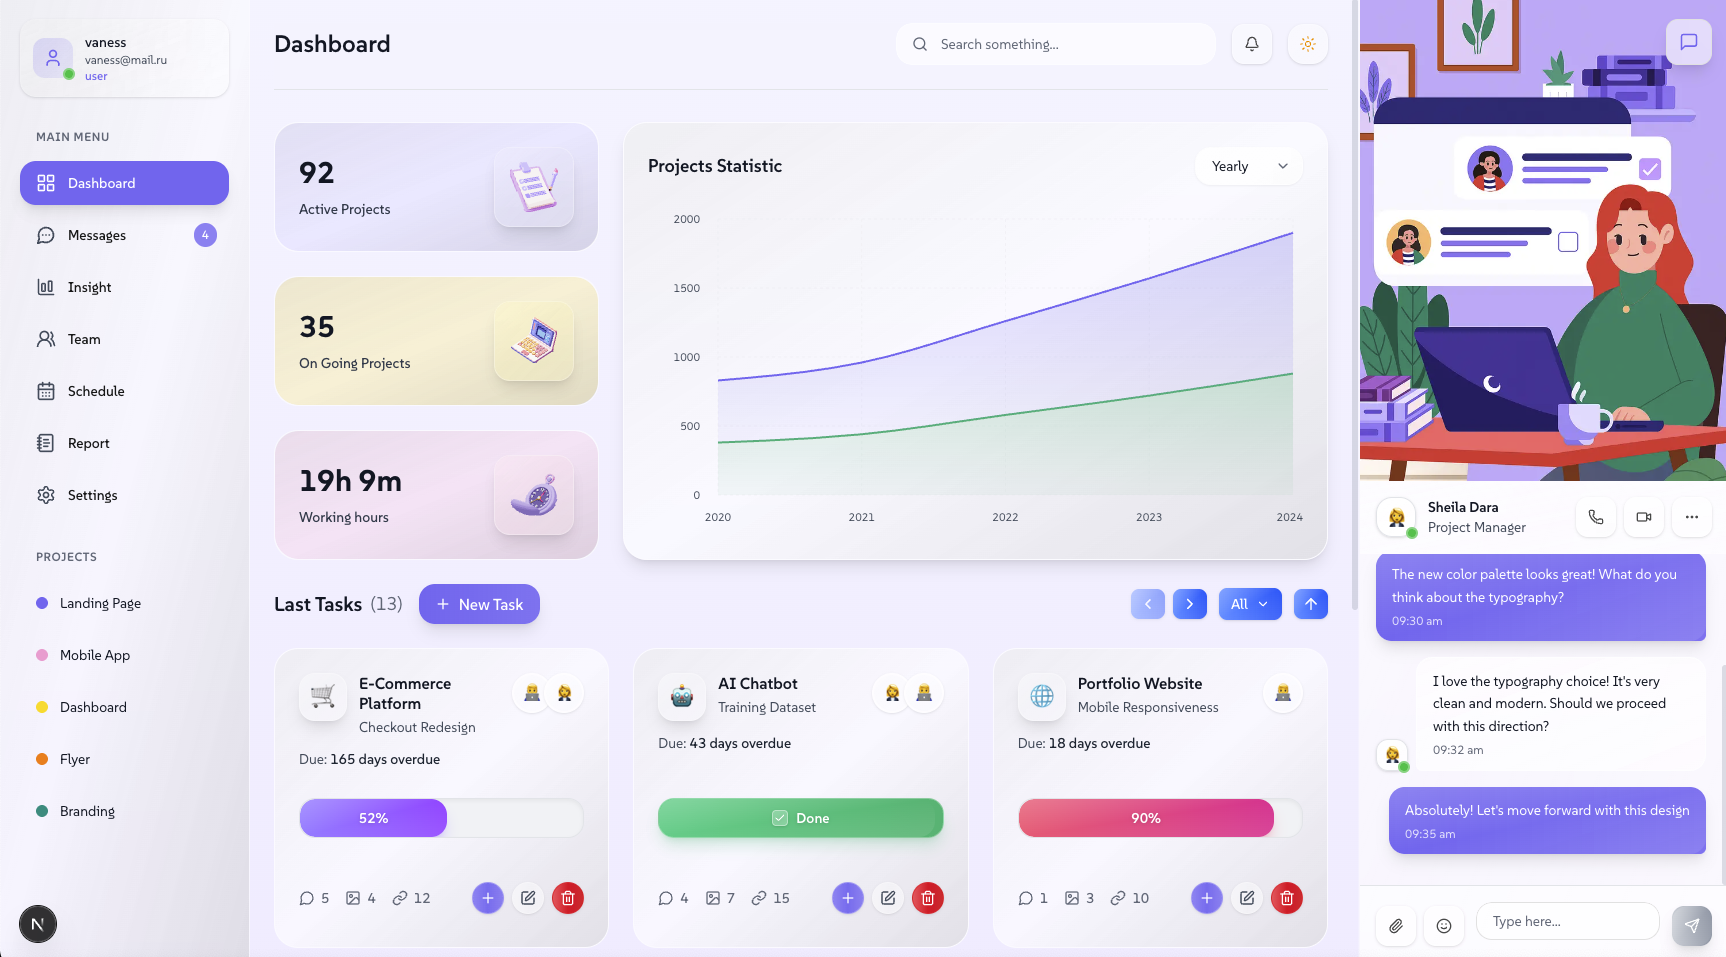 vaness
vaness@mail.ru
user
MAIN MENU
Dashboard
Messages
4
Insight
Team
Schedule
Report
Settings
PROJECTS
Landing Page
Mobile App
Dashboard
Flyer
Branding
N
Dashboard
Search something...
92
Active Projects
35
On Going Projects
19h 9m
Working hours
Projects Statistic
Yearly
2000
1500
1000
500
0
2020
2021
2022
2023
2024
Last Tasks (13)
+ New Task
All
E-Commerce
Platform
Checkout Redesign
Due: 165 days overdue
52%
5
4
12
AI Chatbot
Training Dataset
Due: 43 days overdue
Done
4
7
15
Portfolio Website
Mobile Responsiveness
Due: 18 days overdue
90%
1
3
10
Sheila Dara
Project Manager
The new color palette looks great! What do you
think about the typography?
09:30 am
I love the typography choice! It's very
clean and modern. Should we proceed
with this direction?
09:32 am
Absolutely! Let's move forward with this design
09:35 am
Type here...